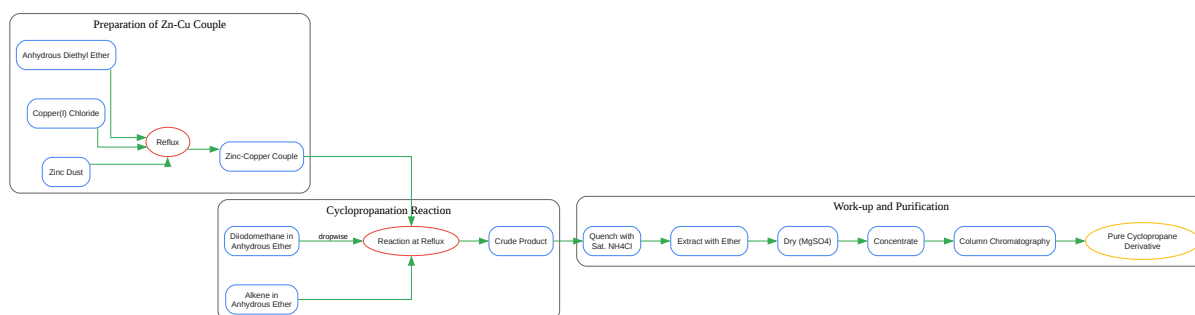 Preparation of Zn-Cu Couple
Anhydrous Diethyl Ether
Copper(I) Chloride
Reflux
Zinc Dust
Zinc-Copper Couple
Cyclopropanation Reaction
Diiodomethane in
Anhydrous Ether
dropwise
Reaction at Reflux
Crude Product
Alkene in
Anhydrous Ether
Work-up and Purification
Quench with
Sat. NH4Cl
Extract with Ether
Dry (MgSO4)
Concentrate
Column Chromatography
Pure Cyclopropane
Derivative